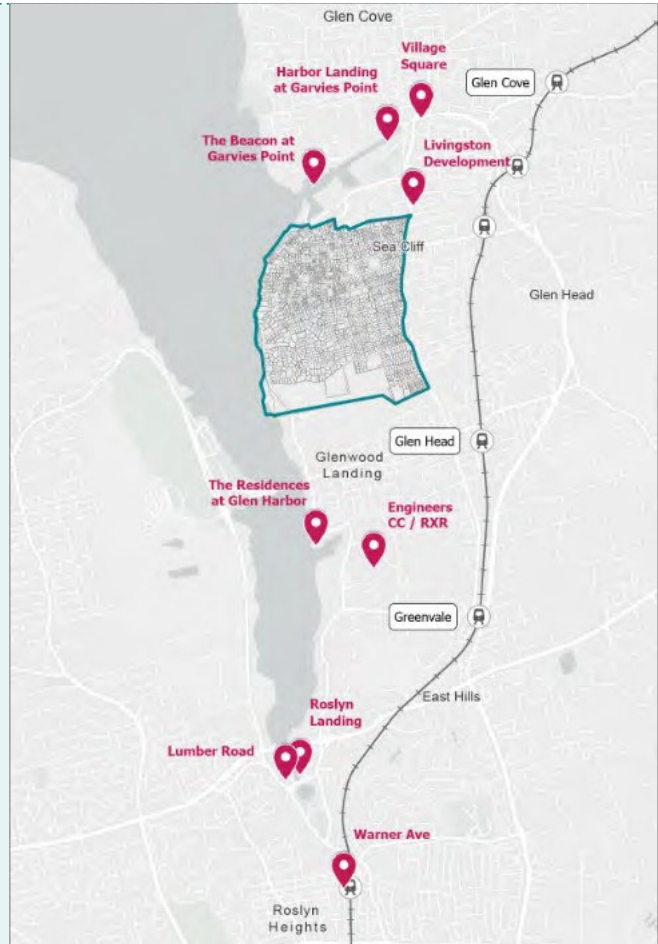 Glen Cove
Village
Square
Harbor Landing
at Garvies Point
Glen Cove
The Beacon at
Garvies Point
Livingston
Development
Sea Cliff
Glen Head
Glen Head
Glenwood
Landing
The Residences
at Glen Harbor
Engineers
CC / RXR
Greenvale
East Hills
Roslyn
Landing
Lumber Road
Warner Ave
Roslyn
Heights